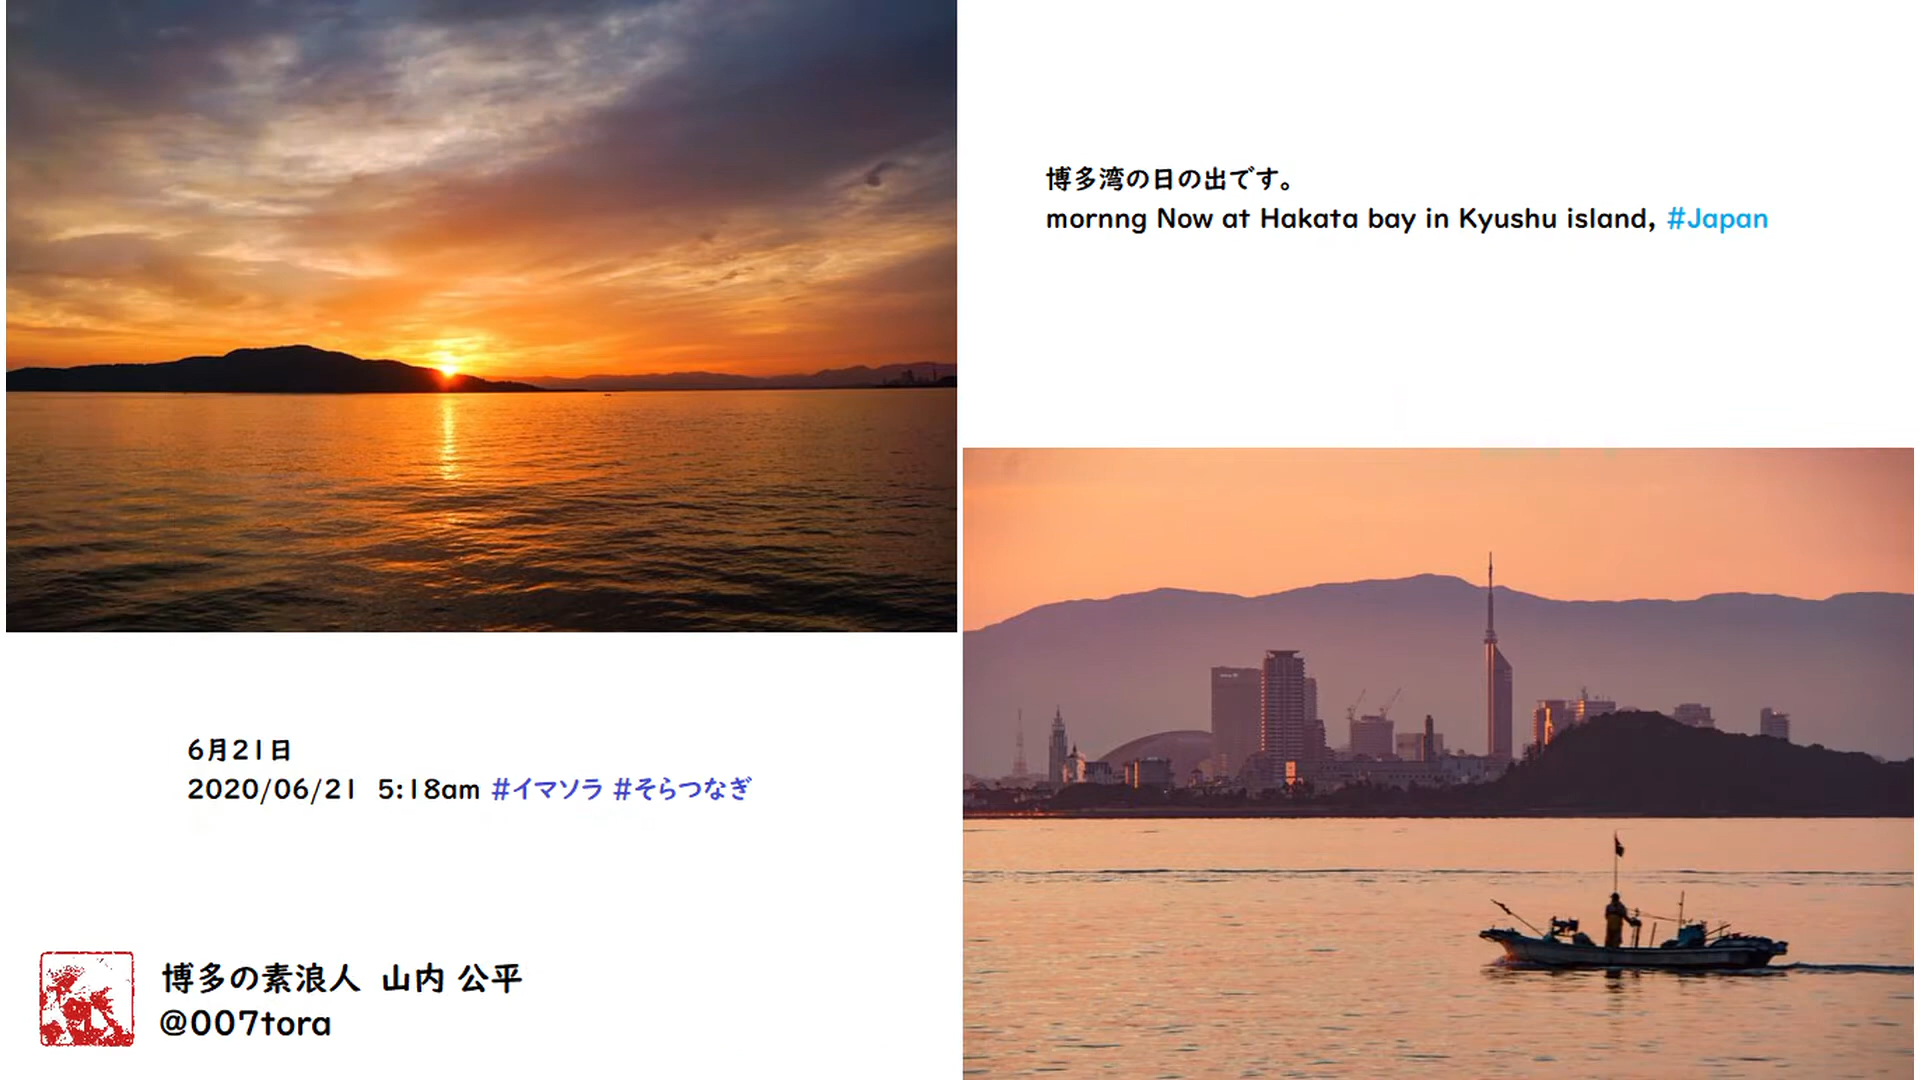 博多湾の日の出です。
mornng Now at Hakata bay in Kyushu island, #Japan
6月21日
2020/06/21 5:18am #イマソラ #そらつなぎ
博多の素浪人 山内 公平
@007tora